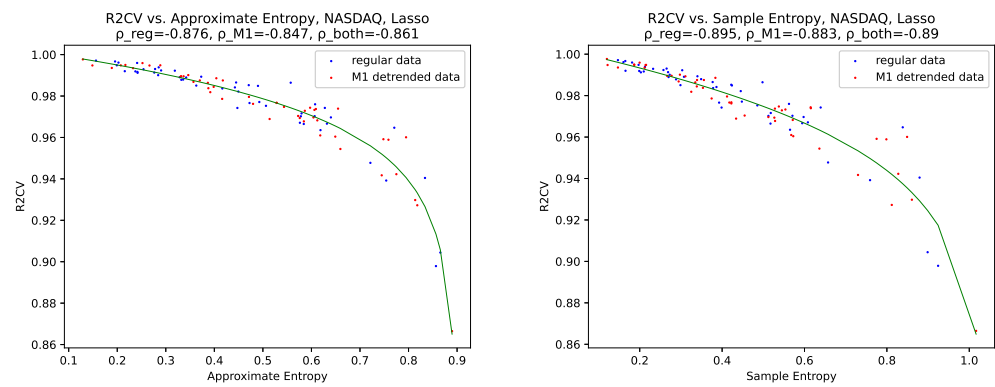 R2CV vs. Approximate Entropy, NASDAQ, Lasso
ρ_reg=-0.876, ρ_M1=-0.847, ρ_both=-0.861
regular data
M1 detrended data
R2CV
1.00
0.98
0.96
0.94
0.92
0.90
0.88
0.86
0.1 0.2 0.3 0.4 0.5 0.6 0.7 0.8 0.9
Approximate Entropy
R2CV vs. Sample Entropy, NASDAQ, Lasso
ρ_reg=-0.895, ρ_M1=-0.883, ρ_both=-0.89
regular data
M1 detrended data
R2CV
1.00
0.98
0.96
0.94
0.92
0.90
0.88
0.86
0.2 0.4 0.6 0.8 1.0
Sample Entropy